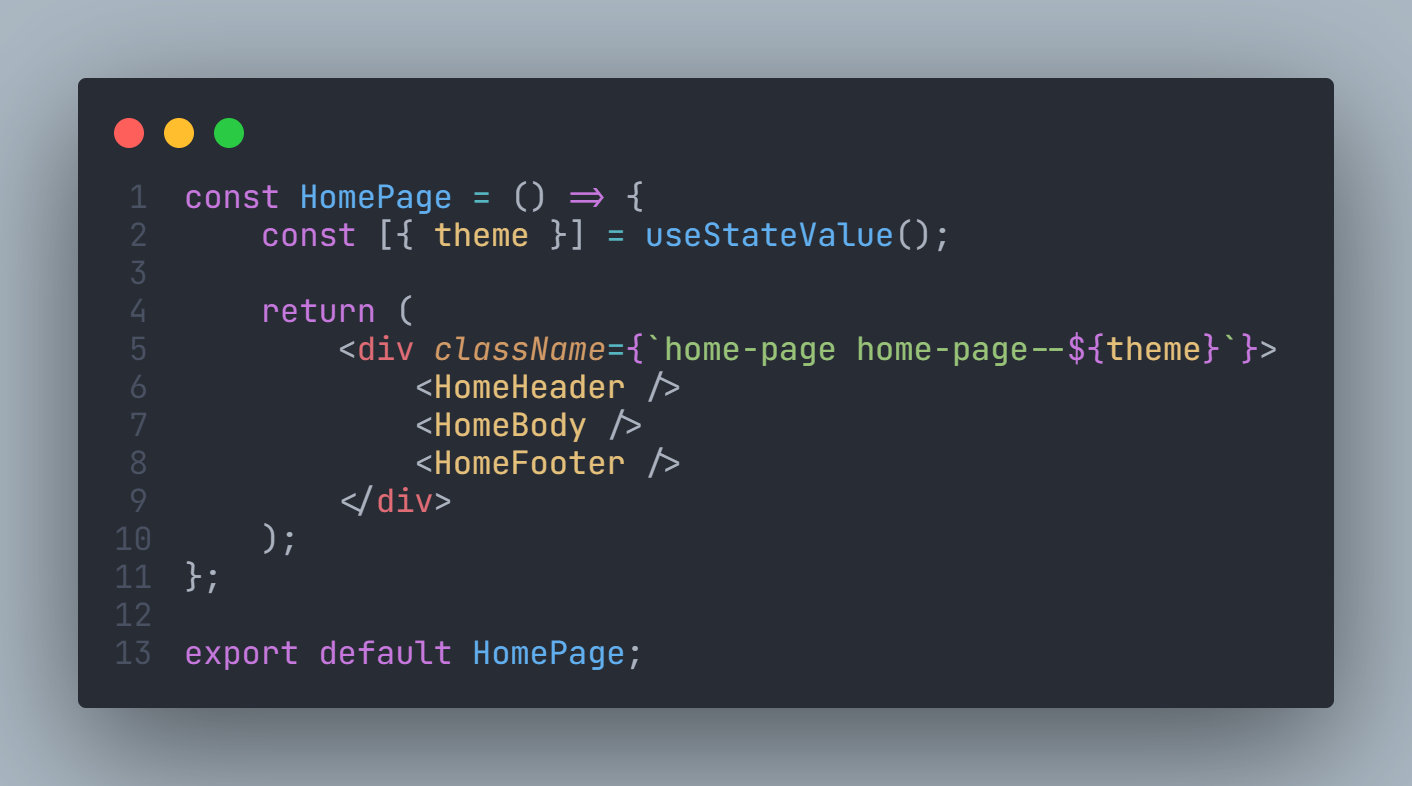 1 const HomePage = () => {
2     const [{ theme }] = useStateValue();
3
4     return (
5         <div className={`home-page home-page--${theme}`}>
6             <HomeHeader />
7             <HomeBody />
8             <HomeFooter />
9         </div>
10     );
11 };
12
13 export default HomePage;